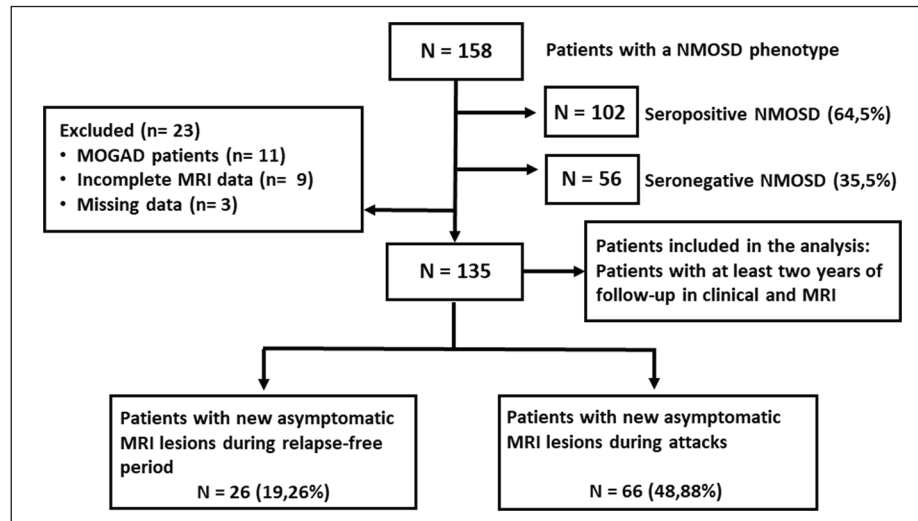 N = 158
Patients with a NMOSD phenotype
N = 102
Seropositive NMOSD (64,5%)
N = 56
Seronegative NMOSD (35,5%)
Excluded (n= 23)
• MOGAD patients (n= 11)
• Incomplete MRI data (n= 9)
• Missing data (n= 3)
N = 135
Patients included in the analysis:
Patients with at least two years of
follow-up in clinical and MRI
Patients with new asymptomatic
MRI lesions during relapse-free
period
N = 26 (19,26%)
Patients with new asymptomatic
MRI lesions during attacks
N = 66 (48,88%)